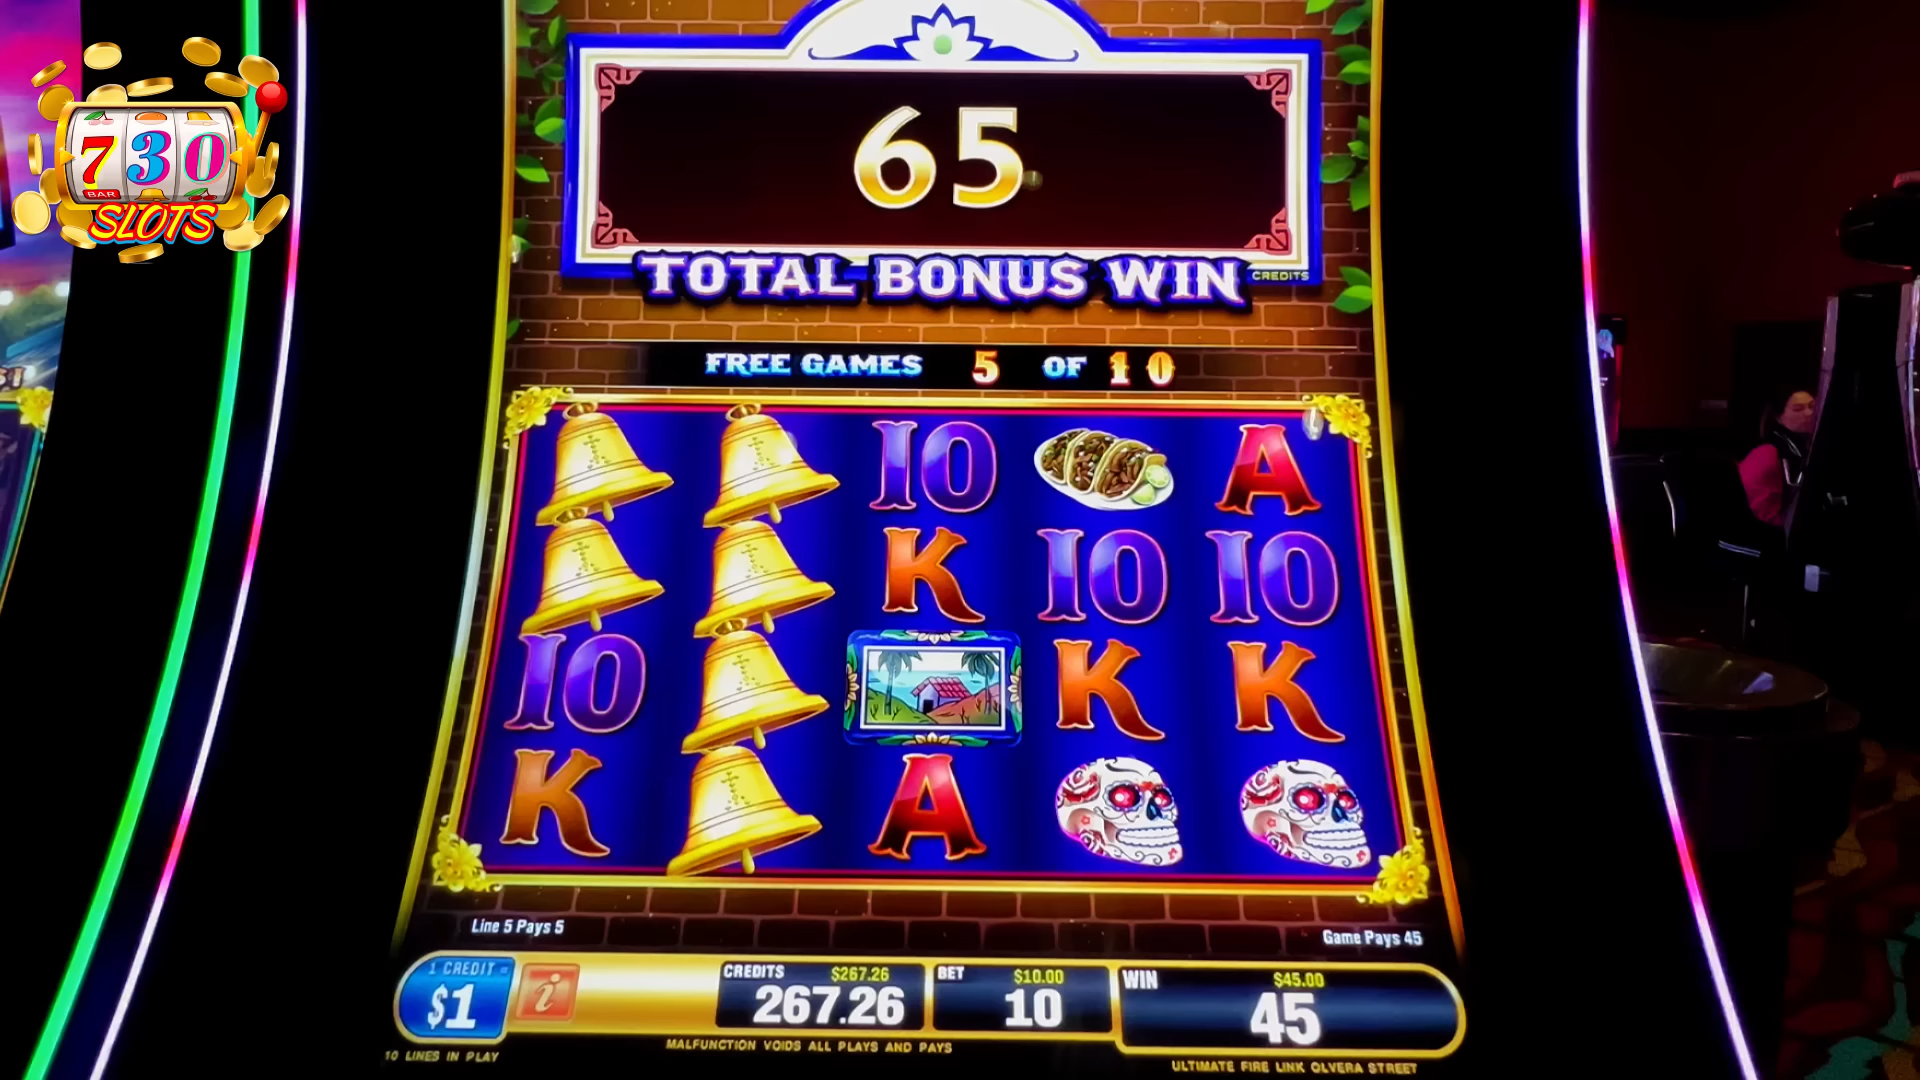 730
BAR
SLOTS
65
TOTAL BONUS WIN
CREDITS
FREE GAMES 5 OF 10
10 A
K 10 10
10 K K
K A
Line 5 Pays 5
Game Pays 45
1 CREDIT =
$1
i
CREDITS $267.26
267.26
BET $10.00
10
WIN $45.00
45
10 LINES IN PLAY
MALFUNCTION VOIDS ALL PLAYS AND PAYS
ULTIMATE FIRE LINK OLVERA STREET